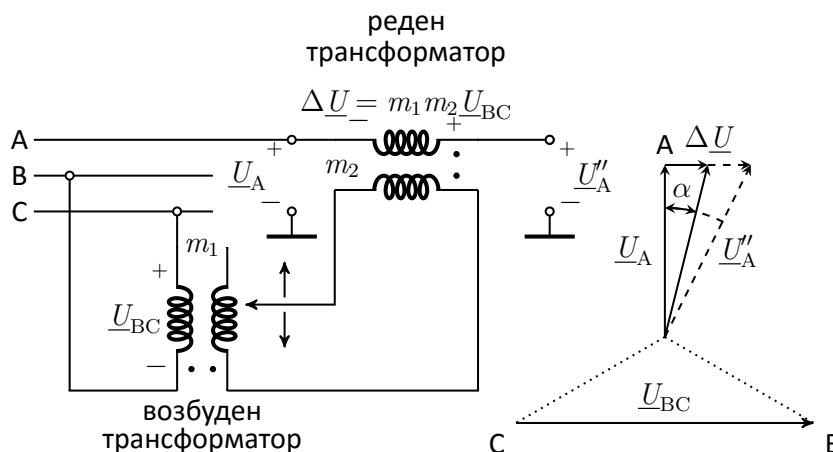 реден
трансформатор
ΔU = m₁m₂U_BC
− +
A
+ +
A ΔU
B
U_A
m₂
U″_A
α
C
− −
m₁
+
U_A U″_A
U_BC
−
U_BC
возбуден
трансформатор
C B